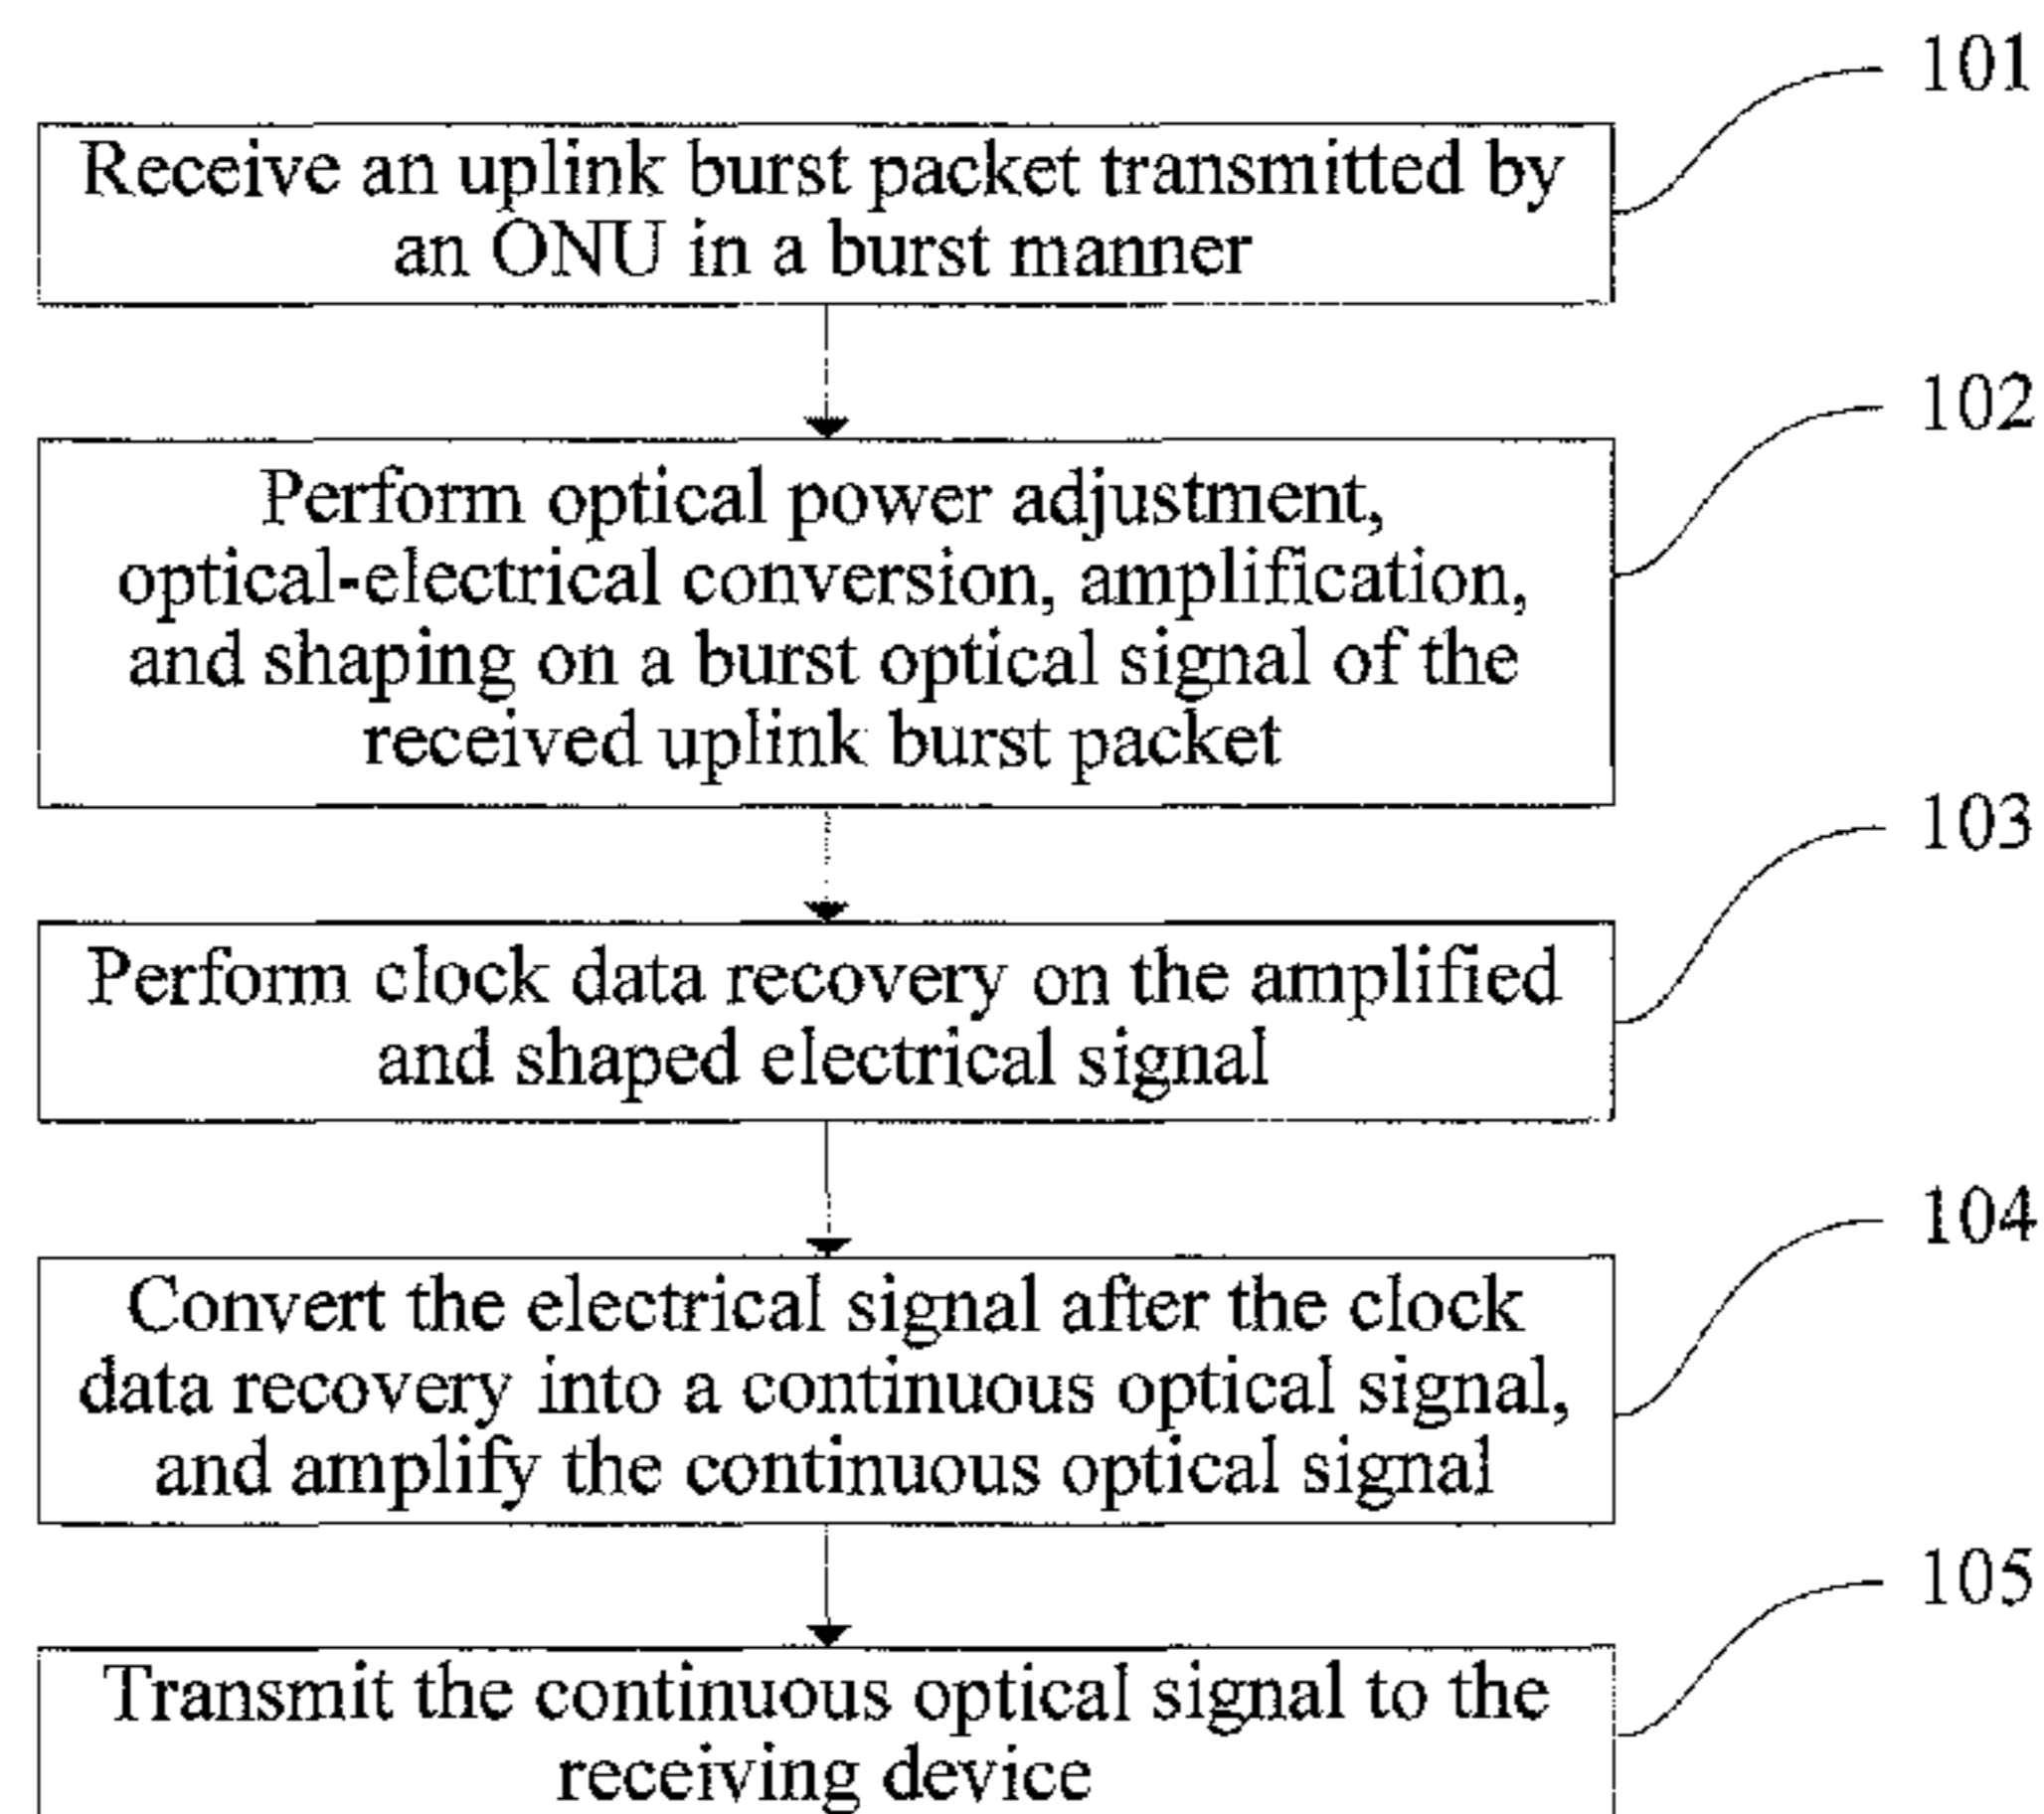 101
Receive an uplink burst packet transmitted by
an ONU in a burst manner
102
Perform optical power adjustment,
optical-electrical conversion, amplification,
and shaping on a burst optical signal of the
received uplink burst packet
103
Perform clock data recovery on the amplified
and shaped electrical signal
104
Convert the electrical signal after the clock
data recovery into a continuous optical signal,
and amplify the continuous optical signal
105
Transmit the continuous optical signal to the
receiving device